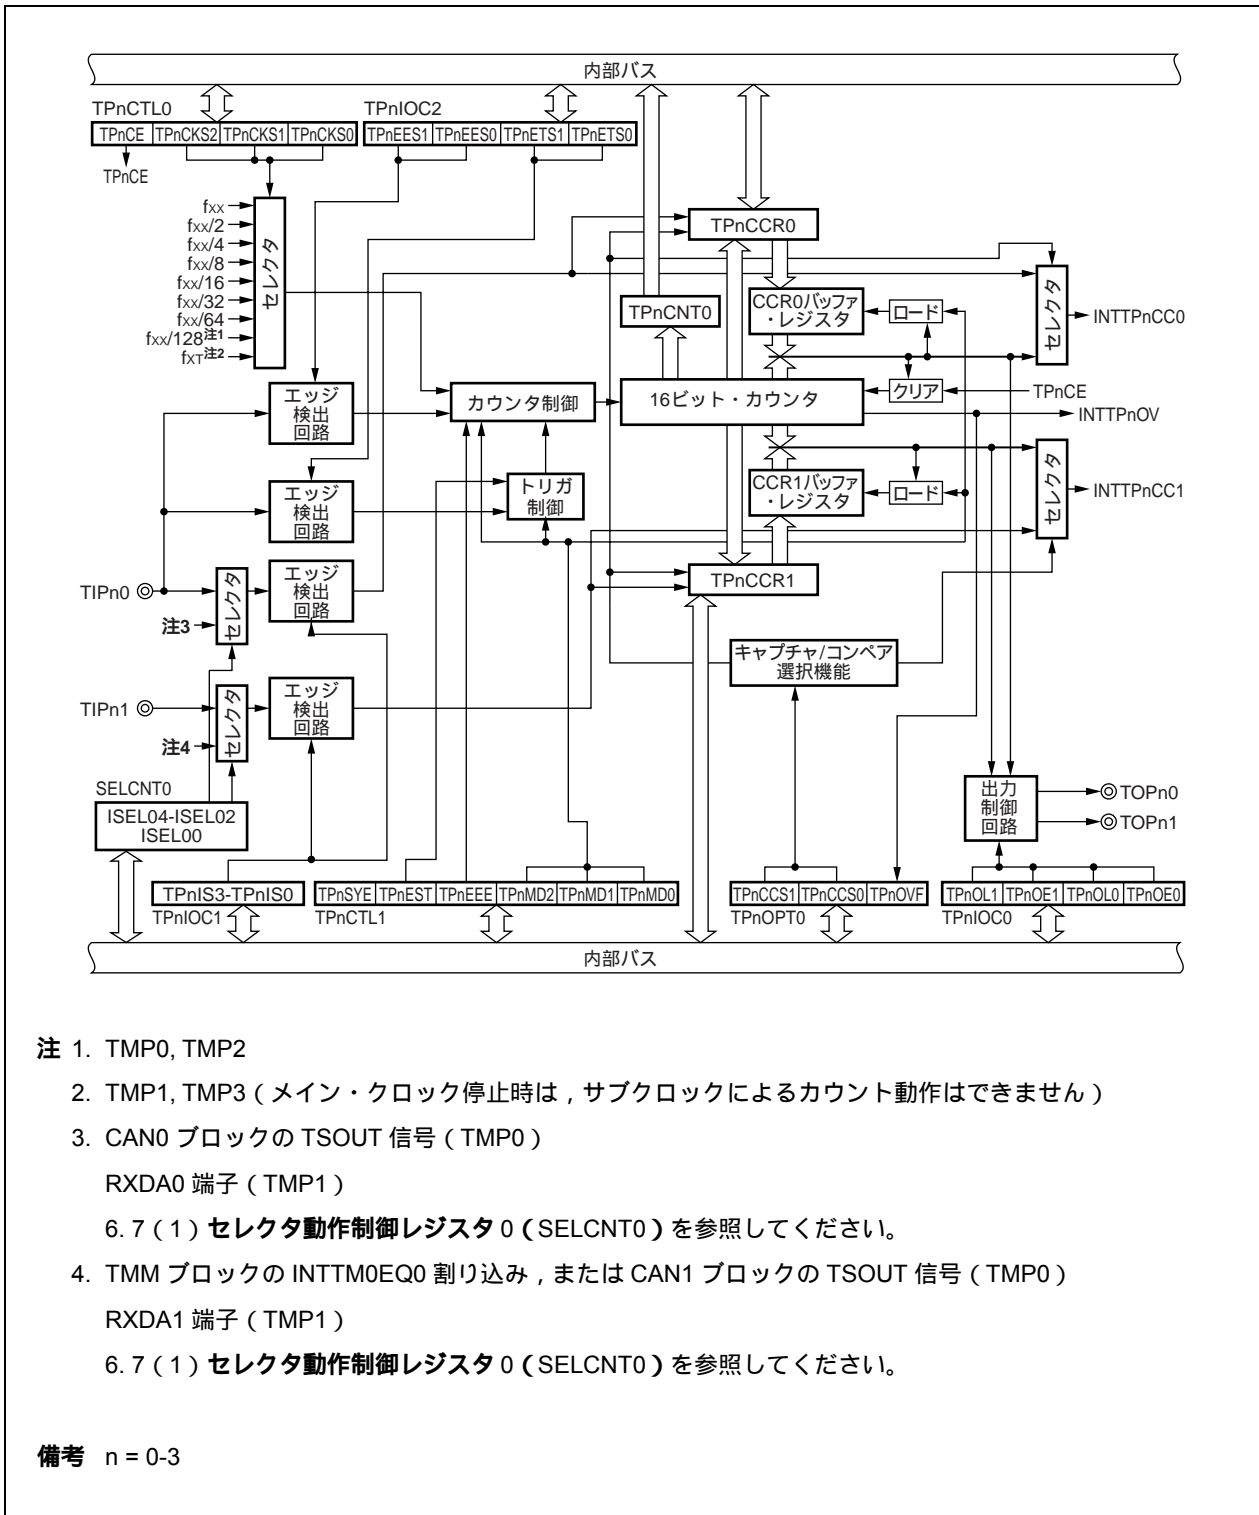 内部バス
TPnCTL0
TPnIOC2
TPnCE TPnCKS2 TPnCKS1 TPnCKS0
TPnEES1 TPnEES0 TPnETS1 TPnETS0
TPnCE
fxx
fxx/2
fxx/4
fxx/8
fxx/16
fxx/32
fxx/64
fxx/128注1
fXT注2
セレクタ
TPnCCR0
TPnCNT0
CCR0バッファ
・レジスタ
ロード
セレクタ
INTTPnCC0
エッジ
検出
回路
カウンタ制御
16ビット・カウンタ
クリア
TPnCE
INTTPnOV
エッジ
検出
回路
トリガ
制御
CCR1バッファ
・レジスタ
ロード
セレクタ
INTTPnCC1
TIPn0
注3
セレクタ
エッジ
検出
回路
TPnCCR1
キャプチャ/コンペア
選択機能
TIPn1
注4
セレクタ
エッジ
検出
回路
SELCNT0
ISEL04-ISEL02
ISEL00
出力
制御
回路
TOPn0
TOPn1
TPnIS3-TPnIS0
TPnIOC1
TPnSYE TPnEST TPnEEE TPnMD2 TPnMD1 TPnMD0
TPnCTL1
TPnCCS1 TPnCCS0 TPnOVF
TPnOPT0
TPnOL1 TPnOE1 TPnOL0 TPnOE0
TPnIOC0
内部バス
注 1. TMP0, TMP2
2. TMP1, TMP3（メイン・クロック停止時は，サブクロックによるカウント動作はできません）
3. CAN0 ブロックの TSOUT 信号（TMP0）
RXDA0 端子（TMP1）
6. 7（1）セレクタ動作制御レジスタ 0（SELCNT0）を参照してください。
4. TMM ブロックの INTTM0EQ0 割り込み，または CAN1 ブロックの TSOUT 信号（TMP0）
RXDA1 端子（TMP1）
6. 7（1）セレクタ動作制御レジスタ 0（SELCNT0）を参照してください。
備考 n = 0-3